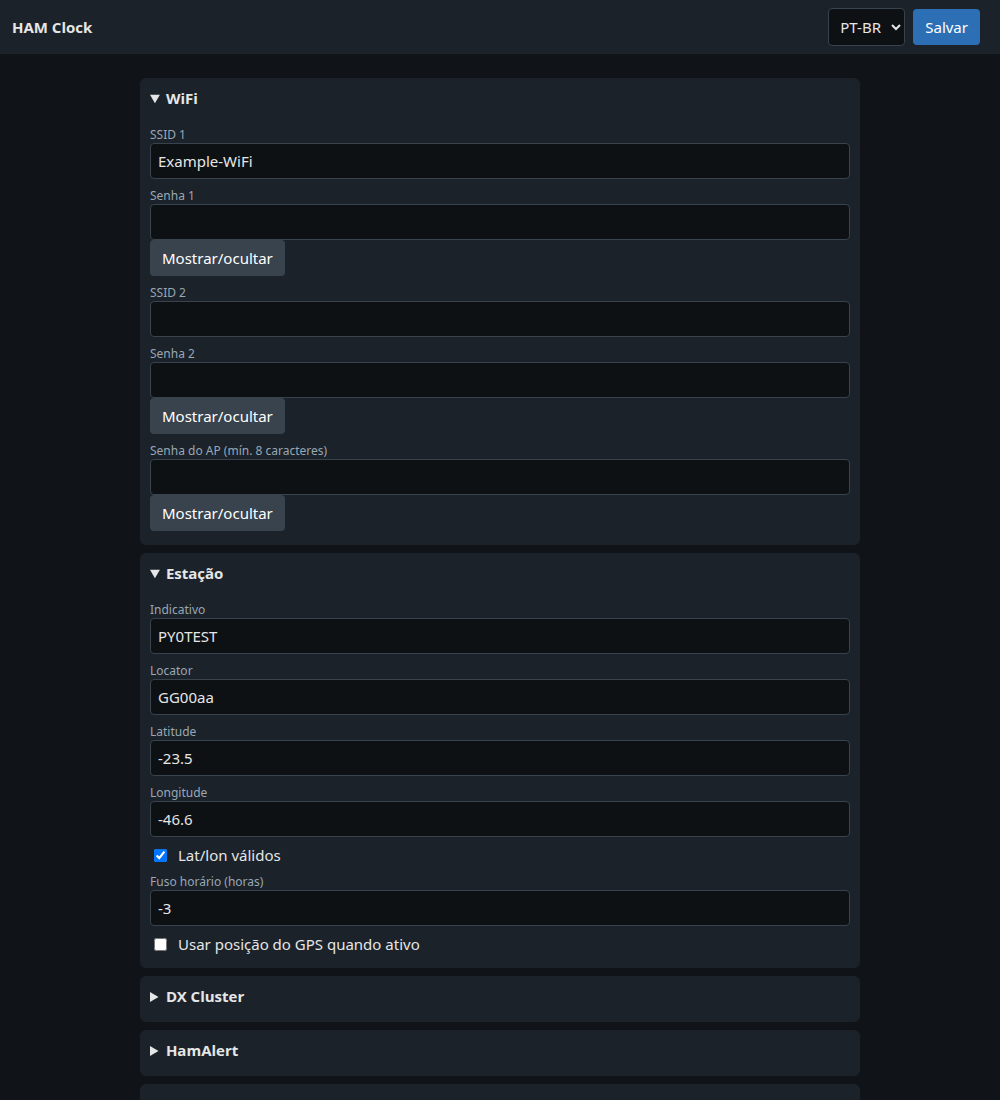 HAM Clock
PT-BR
Salvar
WiFi
SSID 1
Example-WiFi
Senha 1
Mostrar/ocultar
SSID 2
Senha 2
Mostrar/ocultar
Senha do AP (mín. 8 caracteres)
Mostrar/ocultar
Estação
Indicativo
PY0TEST
Locator
GG00aa
Latitude
-23.5
Longitude
-46.6
Lat/lon válidos
Fuso horário (horas)
-3
Usar posição do GPS quando ativo
DX Cluster
HamAlert